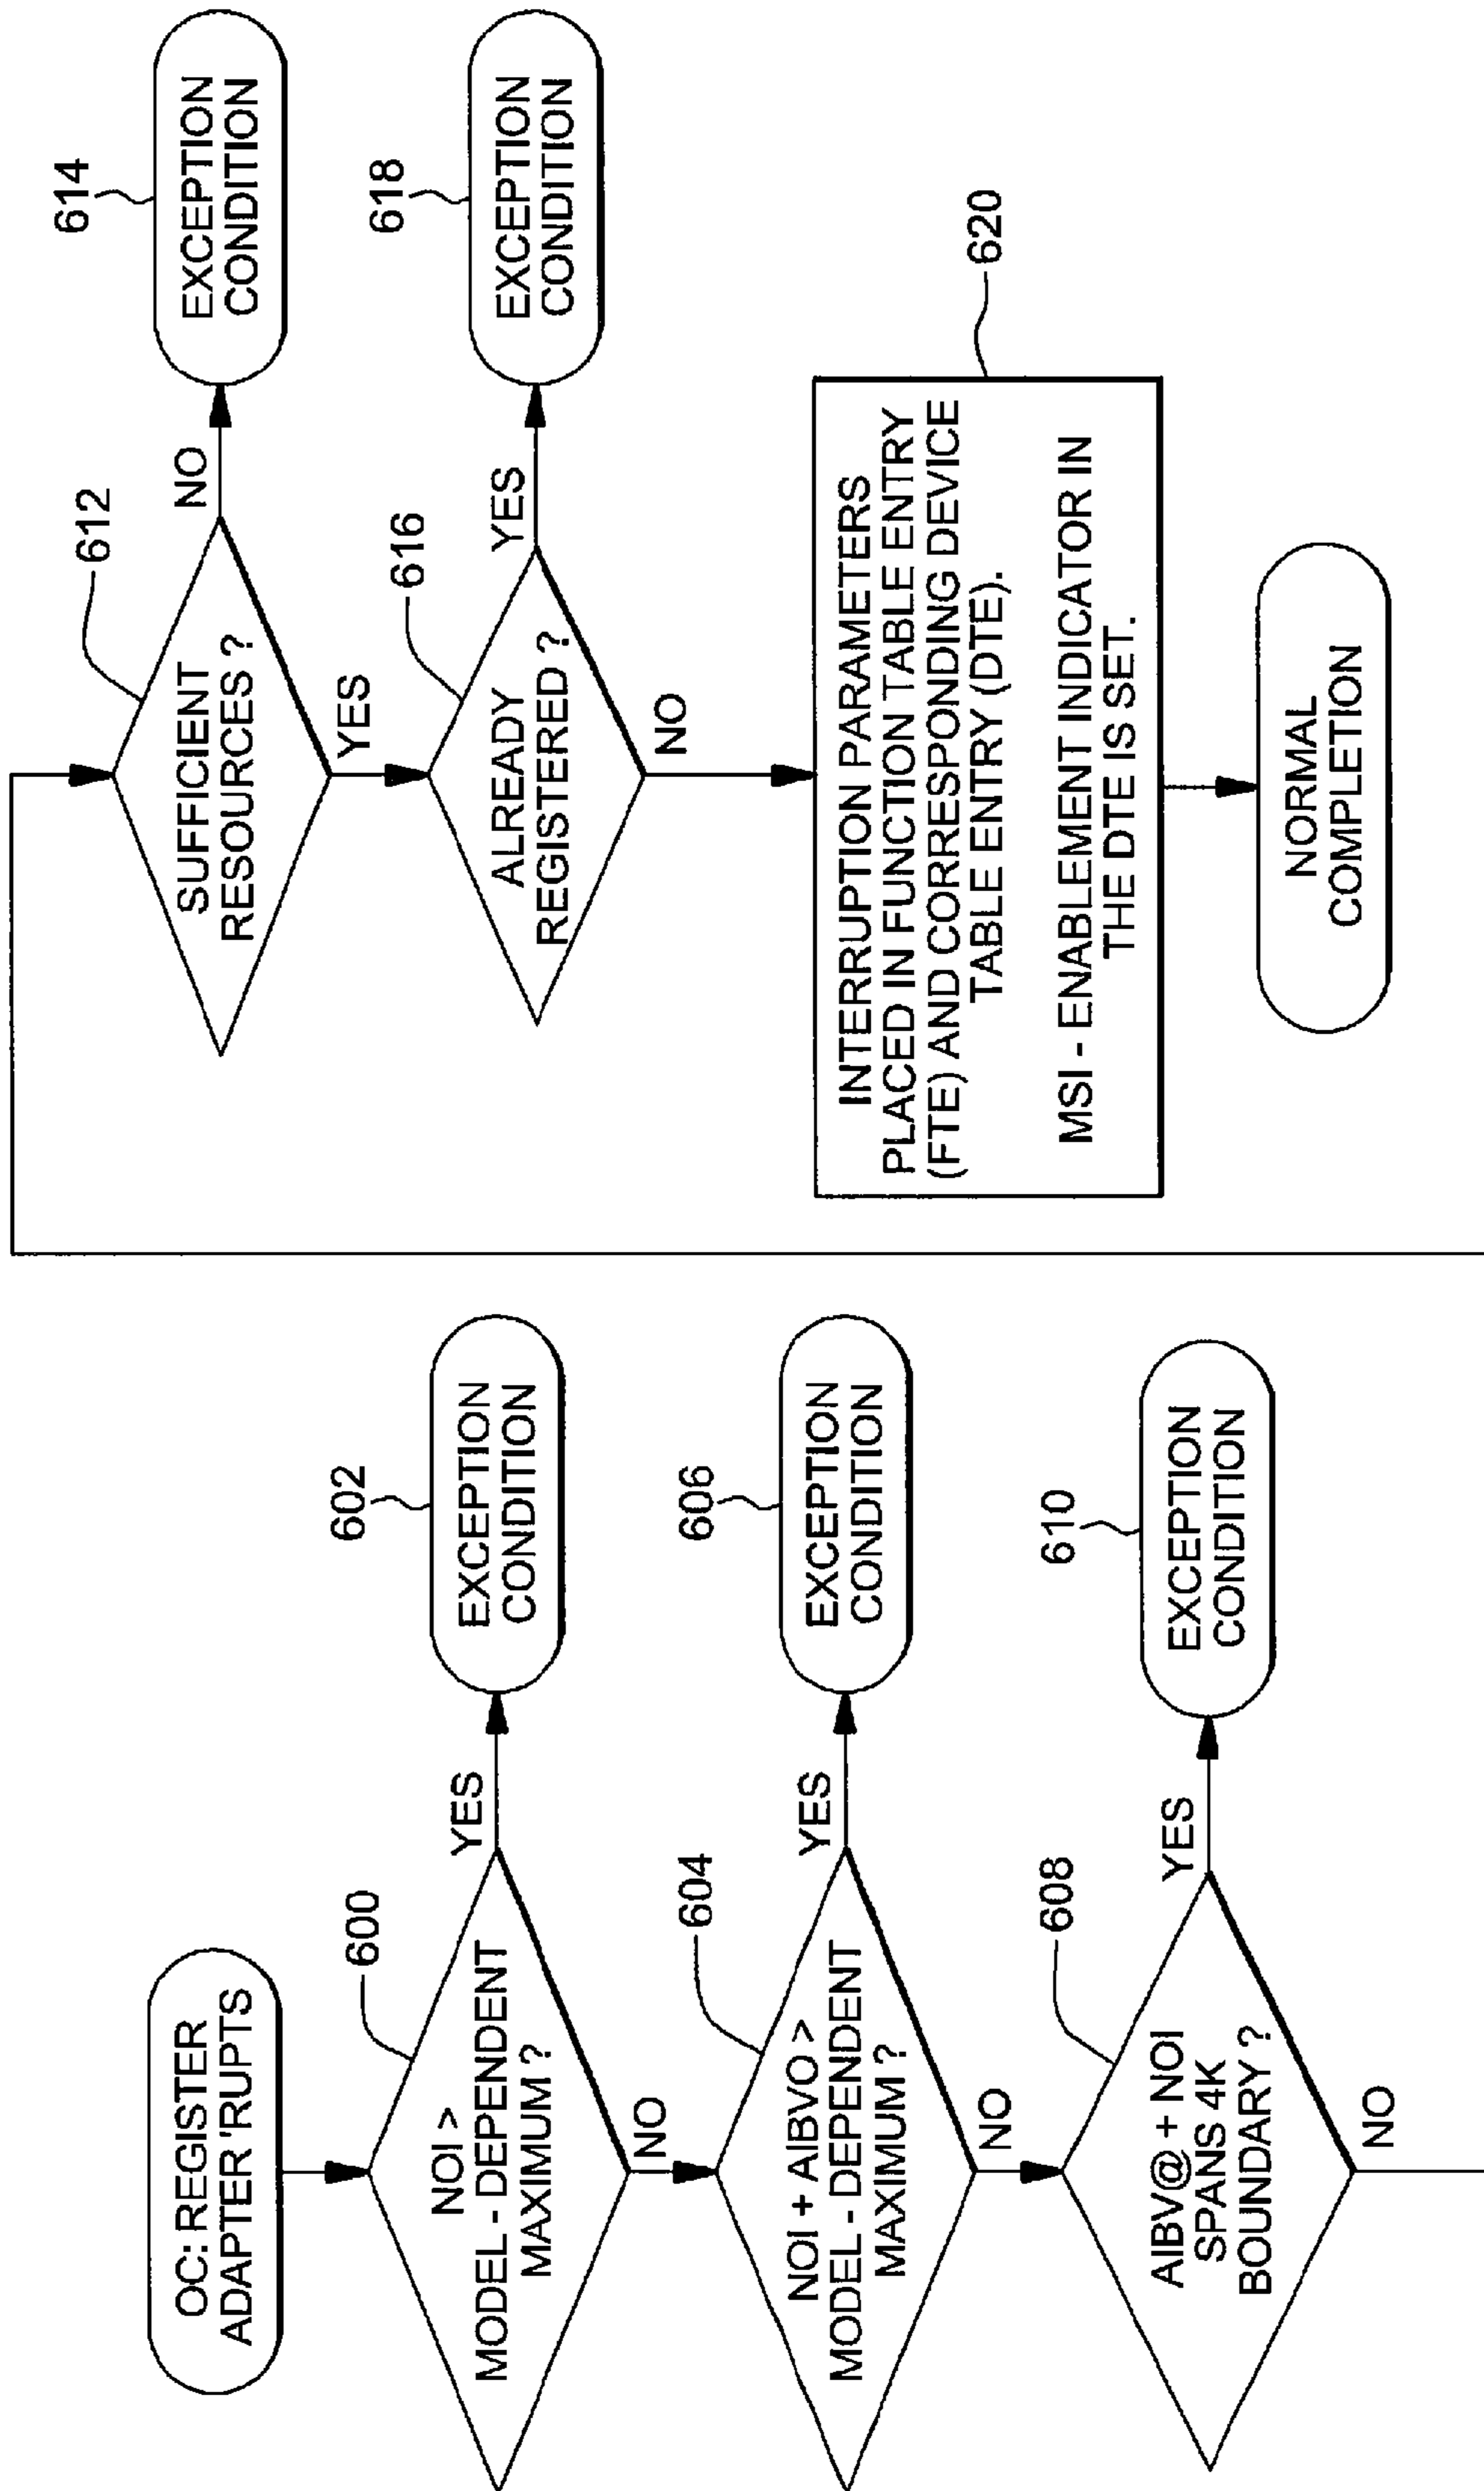 OC: REGISTER
ADAPTER 'RUPTS
600
NOI >
MODEL - DEPENDENT
MAXIMUM ?
YES
NO
602
EXCEPTION
CONDITION
604
NOI + AIBVO >
MODEL - DEPENDENT
MAXIMUM ?
YES
NO
606
EXCEPTION
CONDITION
608
AIBV@ + NOI
SPANS 4K
BOUNDARY ?
YES
NO
610
EXCEPTION
CONDITION
612
SUFFICIENT
RESOURCES ?
NO
YES
614
EXCEPTION
CONDITION
616
ALREADY
REGISTERED ?
YES
NO
618
EXCEPTION
CONDITION
620
INTERRUPTION PARAMETERS
PLACED IN FUNCTION TABLE ENTRY
(FTE) AND CORRESPONDING DEVICE
TABLE ENTRY (DTE).
MSI - ENABLEMENT INDICATOR IN
THE DTE IS SET.
NORMAL
COMPLETION